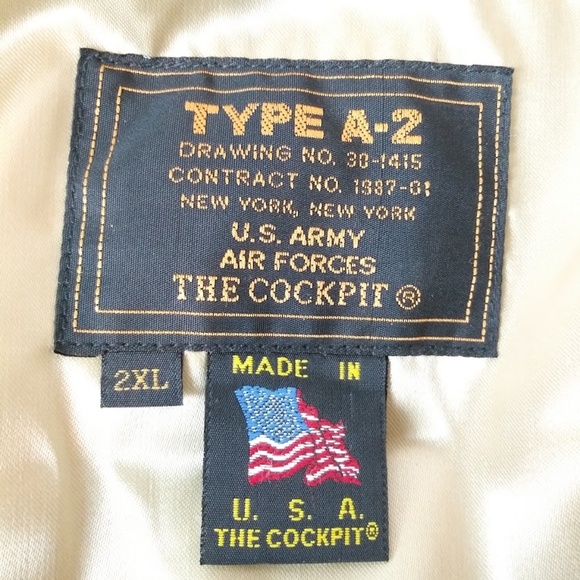 TYPE A-2
DRAWING NO. 30-1415
CONTRACT NO. 1987-01
NEW YORK, NEW YORK
U.S. ARMY
AIR FORCES
THE COCKPIT ®
2XL
MADE IN
U. S. A.
THE COCKPIT®